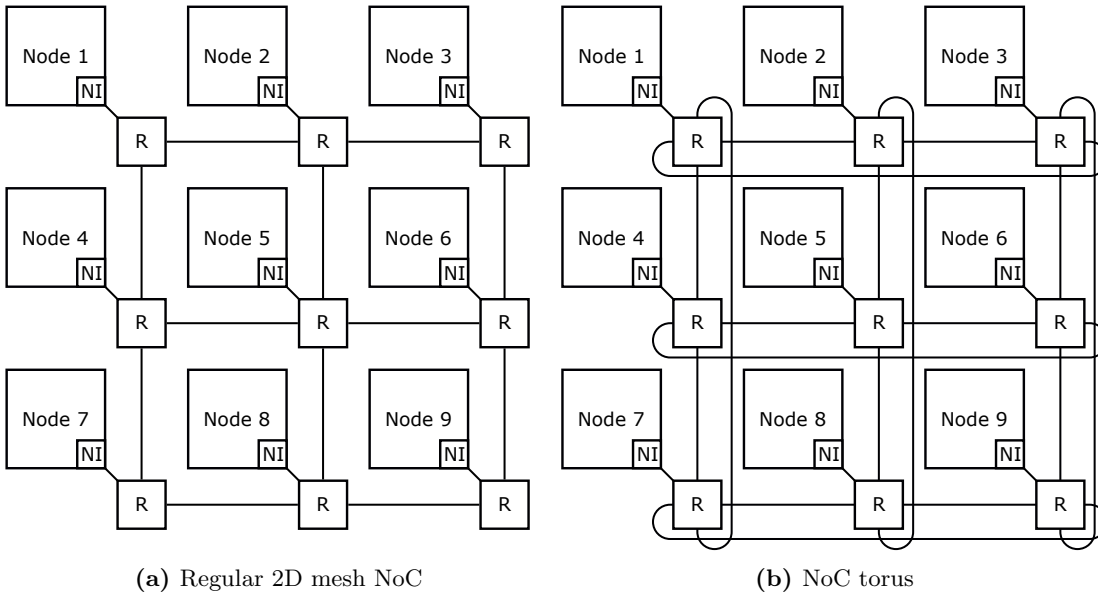 Node 1 Node 2 Node 3 Node 1 Node 2 Node 3
NI NI NI NI NI NI
R R R R R R
Node 4 Node 5 Node 6 Node 4 Node 5 Node 6
NI NI NI NI NI NI
R R R R R R
Node 7 Node 8 Node 9 Node 7 Node 8 Node 9
NI NI NI NI NI NI
R R R R R R
(a) Regular 2D mesh NoC (b) NoC torus